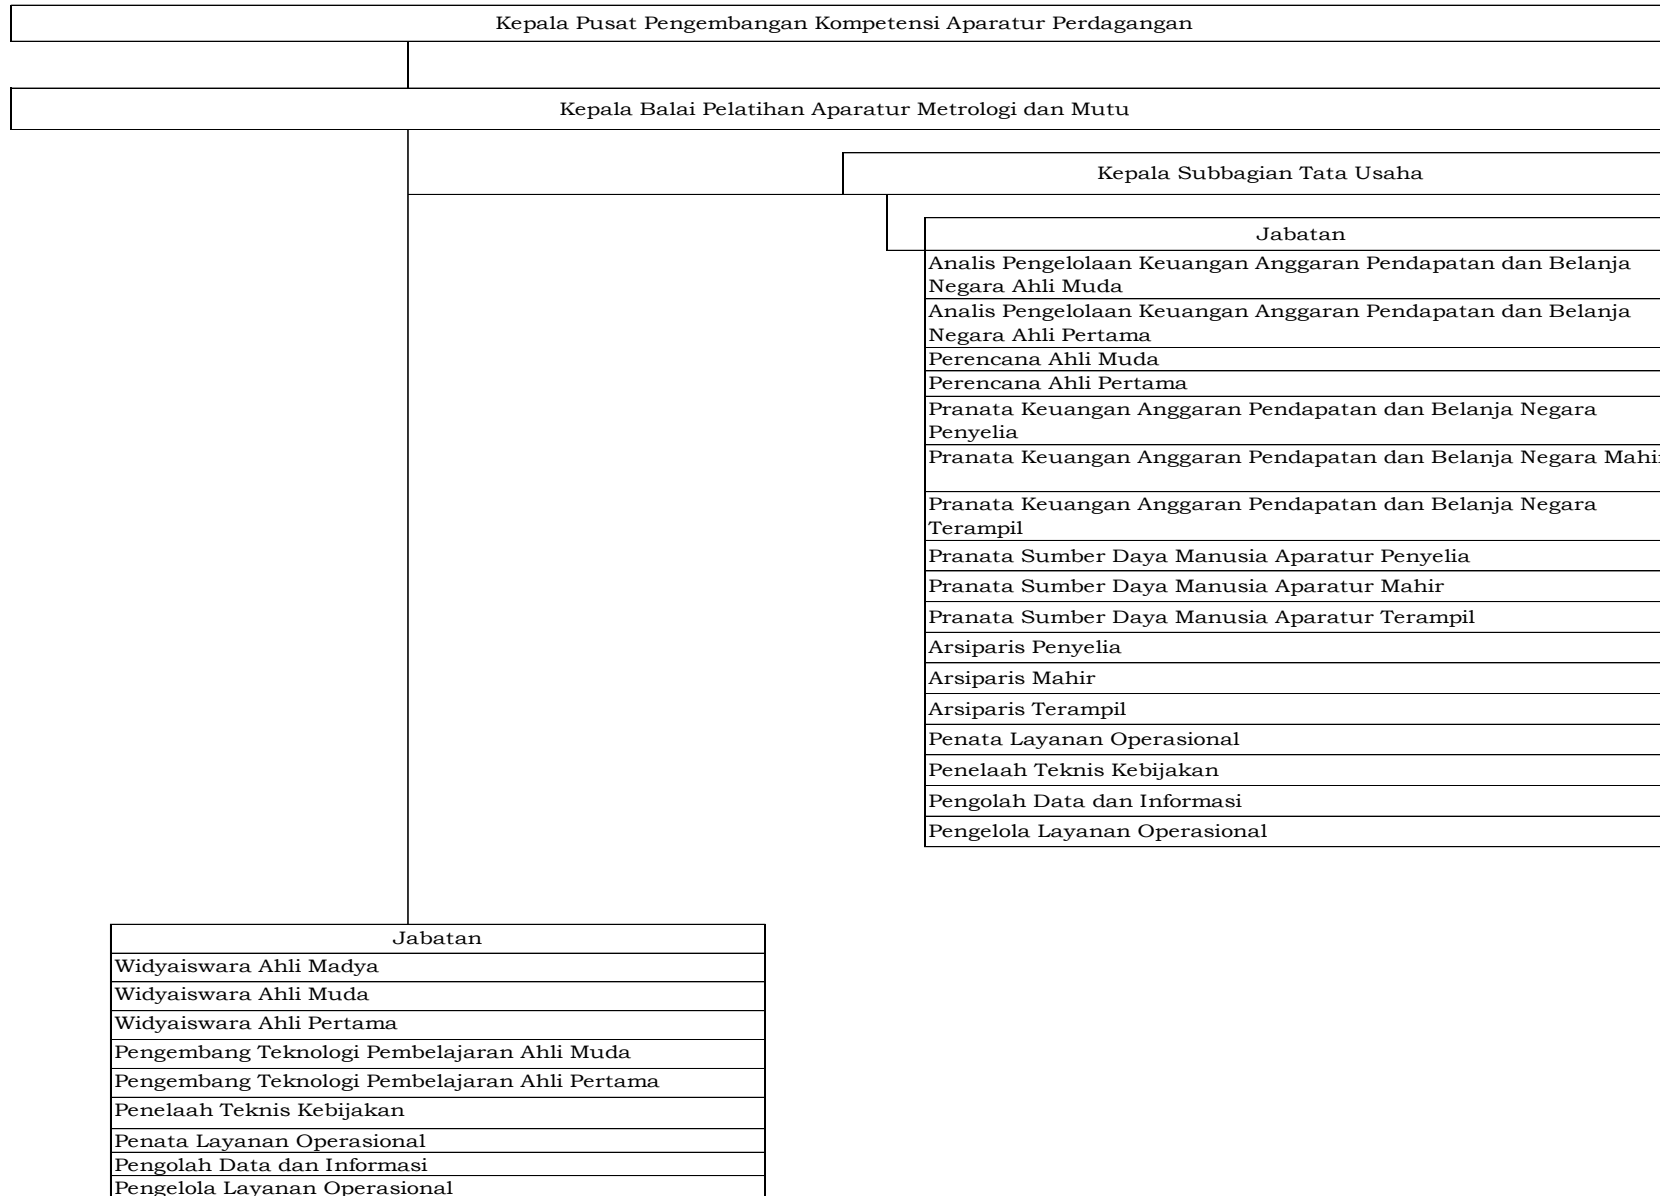 Kepala Pusat Pengembangan Kompetensi Aparatur Perdagangan
Kepala Balai Pelatihan Aparatur Metrologi dan Mutu
Kepala Subbagian Tata Usaha
Jabatan
Analis Pengelolaan Keuangan Anggaran Pendapatan dan Belanja
Negara Ahli Muda
Analis Pengelolaan Keuangan Anggaran Pendapatan dan Belanja
Negara Ahli Pertama
Perencana Ahli Muda
Perencana Ahli Pertama
Pranata Keuangan Anggaran Pendapatan dan Belanja Negara
Penyelia
Pranata Keuangan Anggaran Pendapatan dan Belanja Negara Mahir
Pranata Keuangan Anggaran Pendapatan dan Belanja Negara
Terampil
Pranata Sumber Daya Manusia Aparatur Penyelia
Pranata Sumber Daya Manusia Aparatur Mahir
Pranata Sumber Daya Manusia Aparatur Terampil
Arsiparis Penyelia
Arsiparis Mahir
Arsiparis Terampil
Penata Layanan Operasional
Penelaah Teknis Kebijakan
Pengolah Data dan Informasi
Pengelola Layanan Operasional
Jabatan
Widyaiswara Ahli Madya
Widyaiswara Ahli Muda
Widyaiswara Ahli Pertama
Pengembang Teknologi Pembelajaran Ahli Muda
Pengembang Teknologi Pembelajaran Ahli Pertama
Penelaah Teknis Kebijakan
Penata Layanan Operasional
Pengolah Data dan Informasi
Pengelola Layanan Operasional